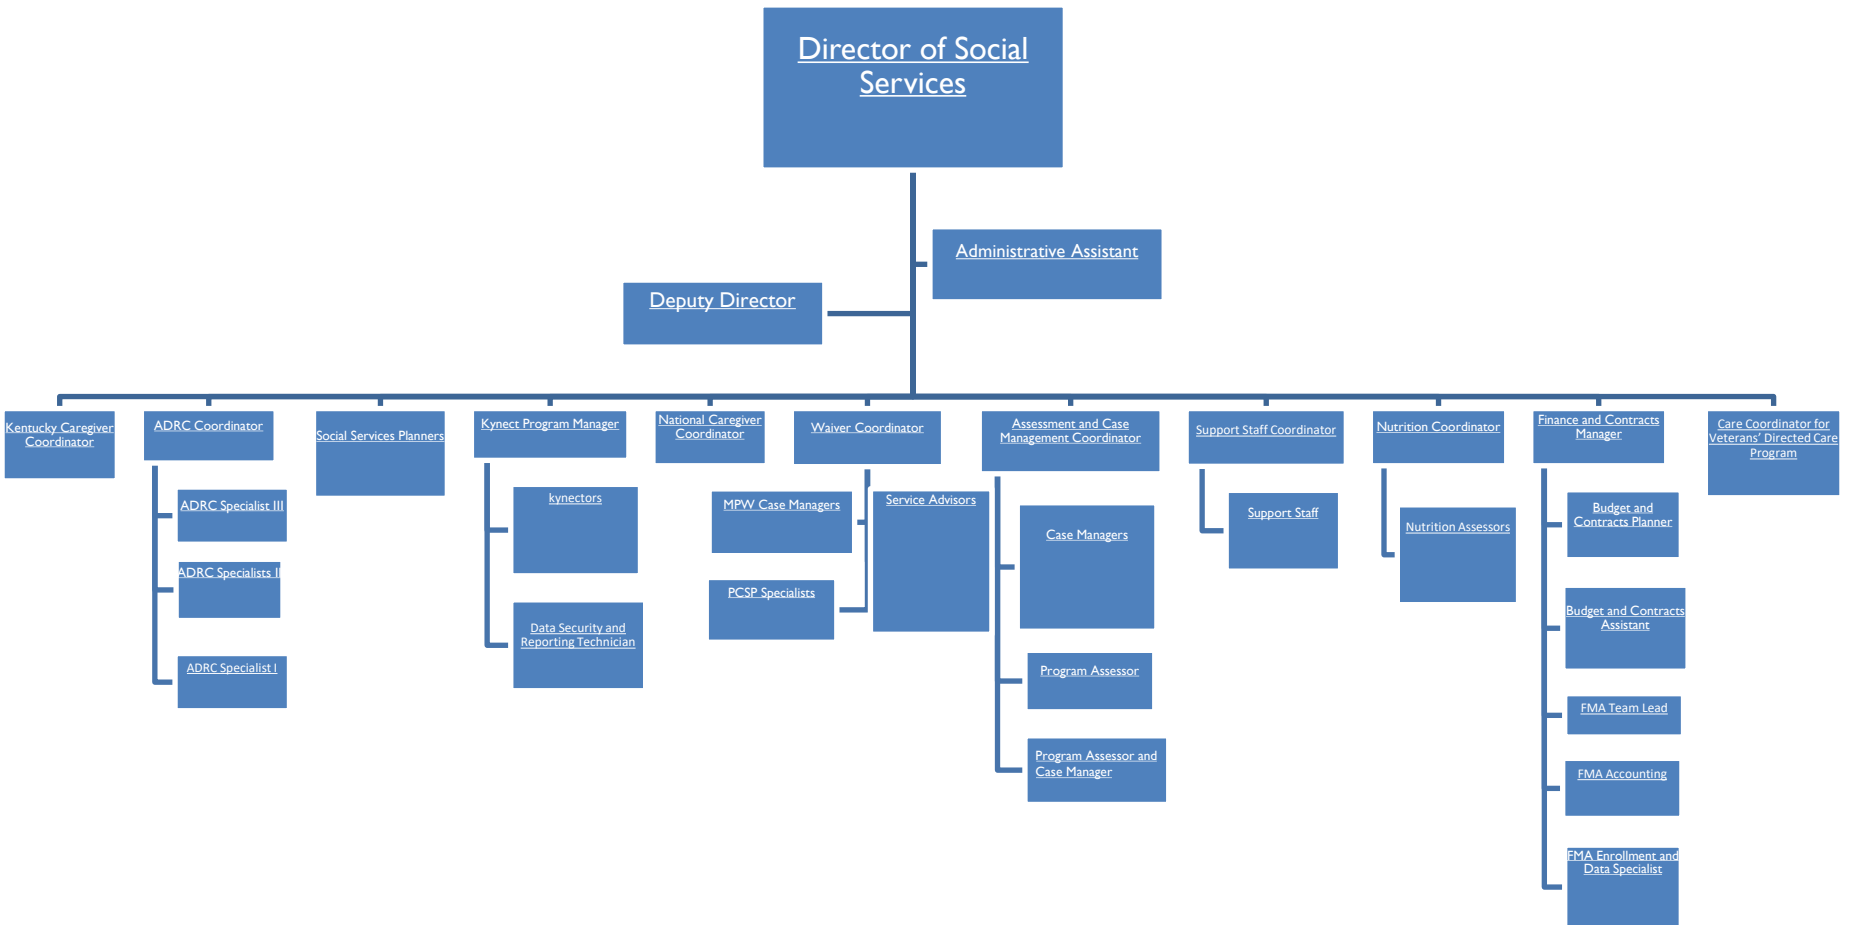 Director of Social
Services
Administrative Assistant
Deputy Director
Kentucky Caregiver
Coordinator
ADRC Coordinator
Social Services Planners
Kynect Program Manager
National Caregiver
Coordinator
Waiver Coordinator
Assessment and Case
Management Coordinator
Support Staff Coordinator
Nutrition Coordinator
Finance and Contracts
Manager
Care Coordinator for
Veterans' Directed Care
Program
ADRC Specialist III
ADRC Specialists II
ADRC Specialist I
kynectors
Data Security and
Reporting Technician
MPW Case Managers
PCSP Specialists
Service Advisors
Case Managers
Program Assessor
Program Assessor and
Case Manager
Support Staff
Nutrition Assessors
Budget and
Contracts Planner
Budget and Contracts
Assistant
FMA Team Lead
FMA Accounting
FMA Enrollment and
Data Specialist